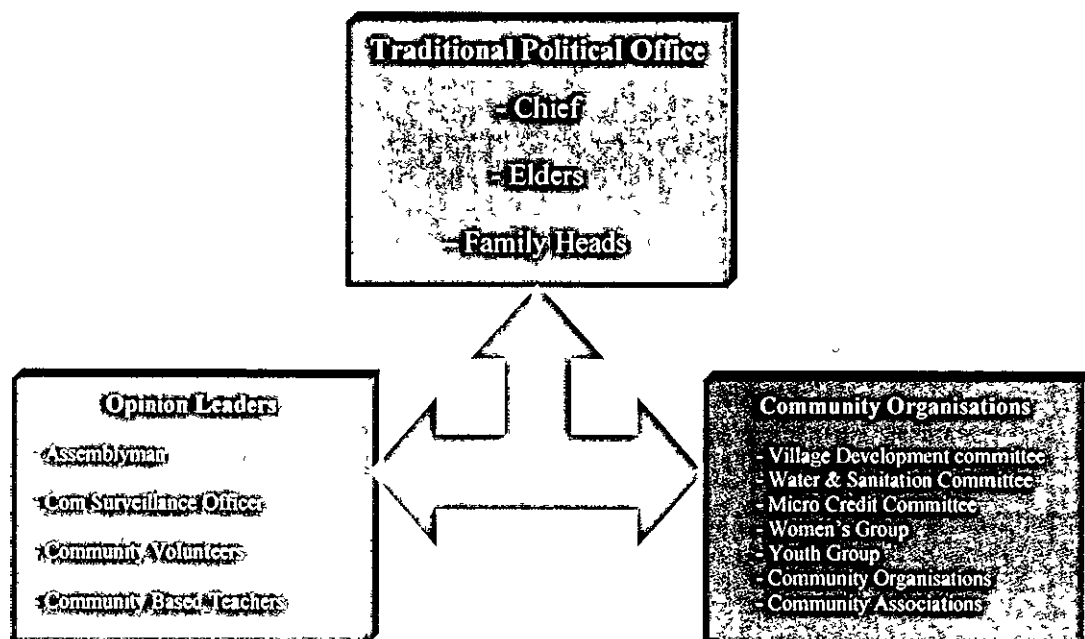 Traditional Political Office
- Chief
- Elders
- Family Heads
Opinion Leaders
- Assemblyman
- Com Surveillance Officer
- Community Volunteers
- Community Based Teachers
Community Organisations
- Village Development committee
- Water & Sanitation Committee
- Micro Credit Committee
- Women's Group
- Youth Group
- Community Organisations
- Community Associations